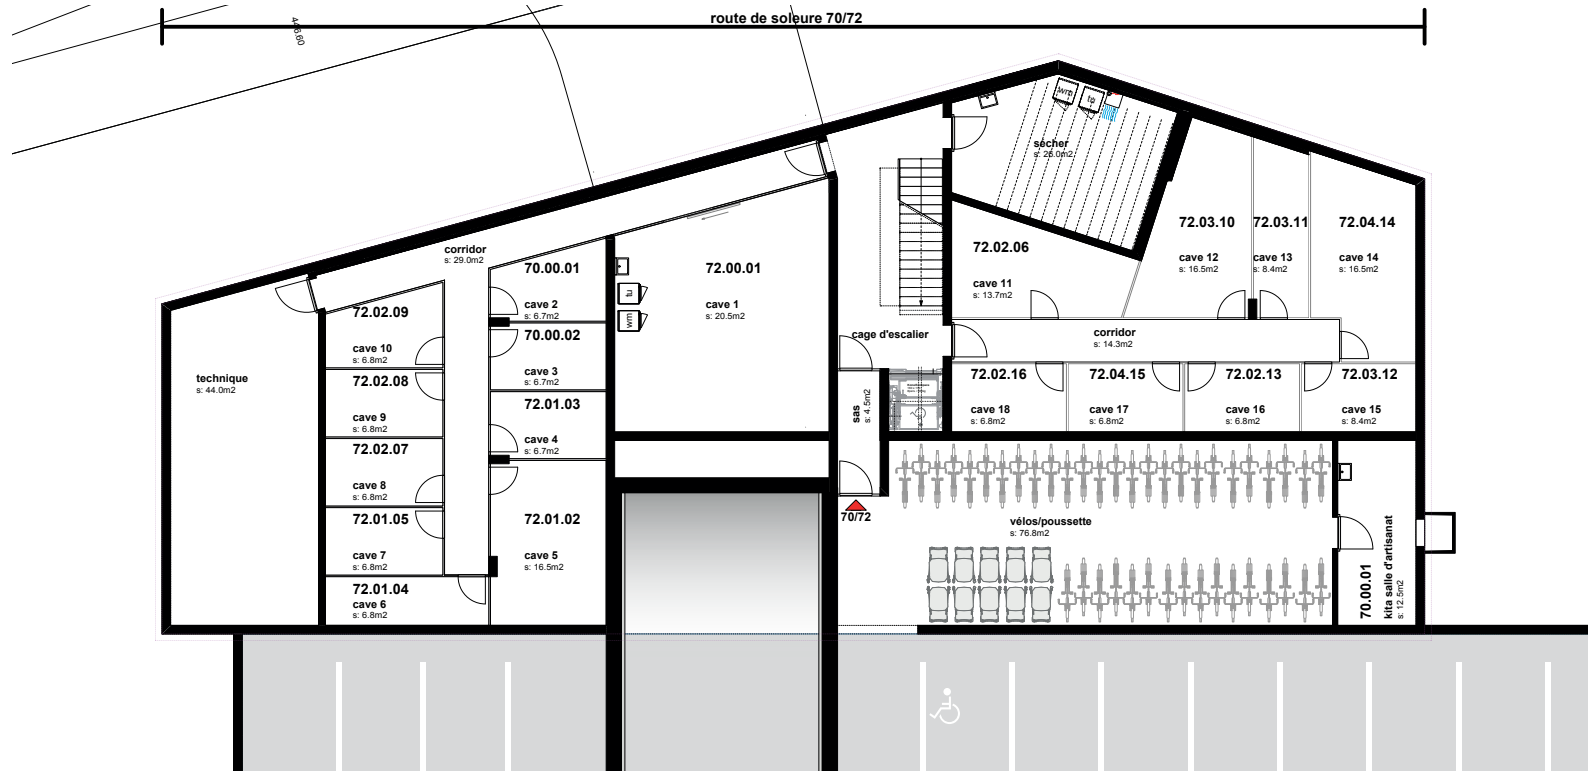 route de soleure 70/72
wm
to
sécher
s: 25.0m2
corridor
s: 29.0m2
70.00.01
cave 2
s: 6.7m2
72.00.01
cave 1
s: 20.5m2
tu
wm
72.02.06
cave 11
s: 13.7m2
72.03.10
cave 12
s: 16.5m2
72.03.11
cave 13
s: 8.4m2
72.04.14
cave 14
s: 16.5m2
72.02.09
cave 10
s: 6.8m2
70.00.02
cave 3
s: 6.7m2
cage d'escalier
corridor
s: 14.3m2
technique
s: 44.0m2
72.02.08
cave 9
s: 6.8m2
72.01.03
cave 4
s: 6.7m2
sas
s: 4.5m2
72.02.16
cave 18
s: 6.8m2
72.04.15
cave 17
s: 6.8m2
72.02.13
cave 16
s: 6.8m2
72.03.12
cave 15
s: 8.4m2
72.02.07
cave 8
s: 6.8m2
72.01.05
cave 7
s: 6.8m2
72.01.02
cave 5
s: 16.5m2
70/72
vélos/poussette
s: 76.8m2
72.01.04
cave 6
s: 6.8m2
70.00.01
kita salle d'artisanat
s: 12.5m2